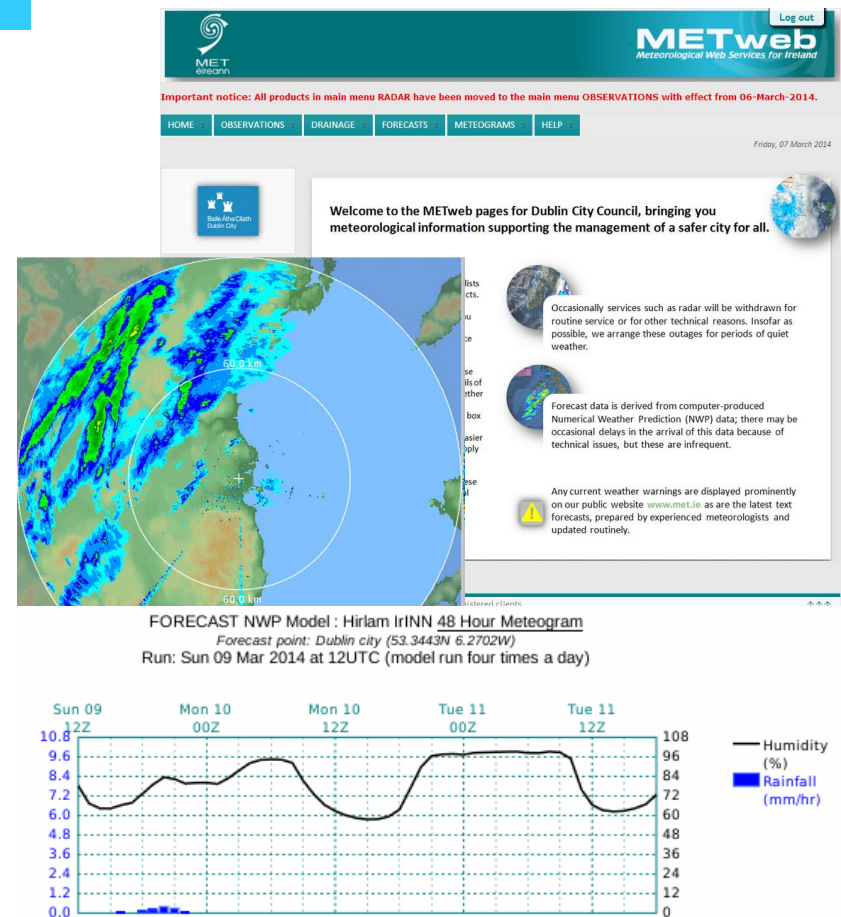 Log out
MET
éireann
METweb
Meteorological Web Services for Ireland
Important notice: All products in main menu RADAR have been moved to the main menu OBSERVATIONS with effect from 06-March-2014.
HOME OBSERVATIONS DRAINAGE FORECASTS METEOGRAMS HELP
Friday, 07 March 2014
Baile Átha Cliath
Dublin City
Welcome to the METweb pages for Dublin City Council, bringing you
meteorological information supporting the management of a safer city for all.
Occasionally services such as radar will be withdrawn for
routine service or for other technical reasons. Insofar as
possible, we arrange these outages for periods of quiet
weather.
Forecast data is derived from computer-produced
Numerical Weather Prediction (NWP) data; there may be
occasional delays in the arrival of this data because of
technical issues, but these are infrequent.
Any current weather warnings are displayed prominently
on our public website www.met.ie as are the latest text
forecasts, prepared by experienced meteorologists and
updated routinely.
60.0 km
60.0 km
clients
FORECAST NWP Model : Hirlam IrINN 48 Hour Meteogram
Forecast point: Dublin city (53.3443N 6.2702W)
Run: Sun 09 Mar 2014 at 12UTC (model run four times a day)
Sun 09 Mon 10 Mon 10 Tue 11 Tue 11
12Z 00Z 12Z 00Z 12Z
10.8 108
9.6 96
8.4 84
7.2 72
6.0 60
4.8 48
3.6 36
2.4 24
1.2 12
0.0 0
Humidity
(%)
Rainfall
(mm/hr)